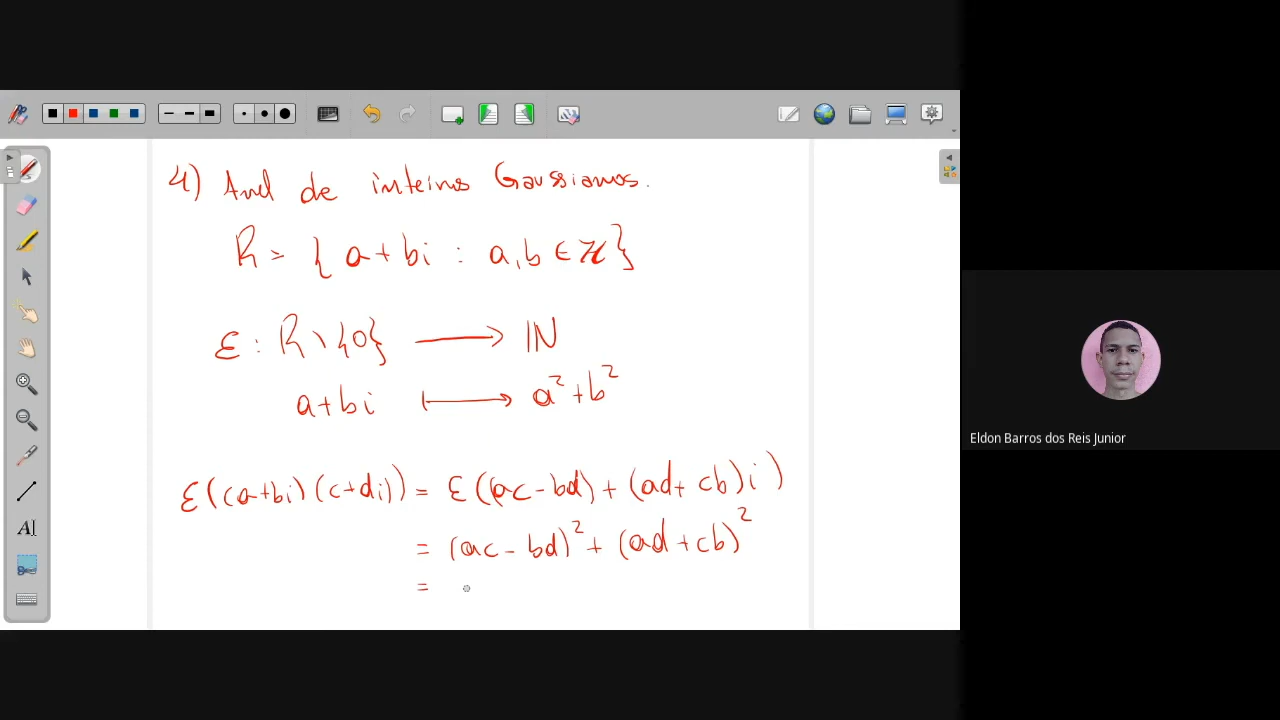 4) Anel de inteiros Gaussianos.
R = { a + bi : a, b ∈ ℤ }
ε : R \ {0} ⟶ ℕ
a + bi ⟼ a² + b²
ε((a+bi)(c+di)) = ε((ac - bd) + (ad + cb)i)
= (ac - bd)² + (ad + cb)²
=
Eldon Barros dos Reis Junior